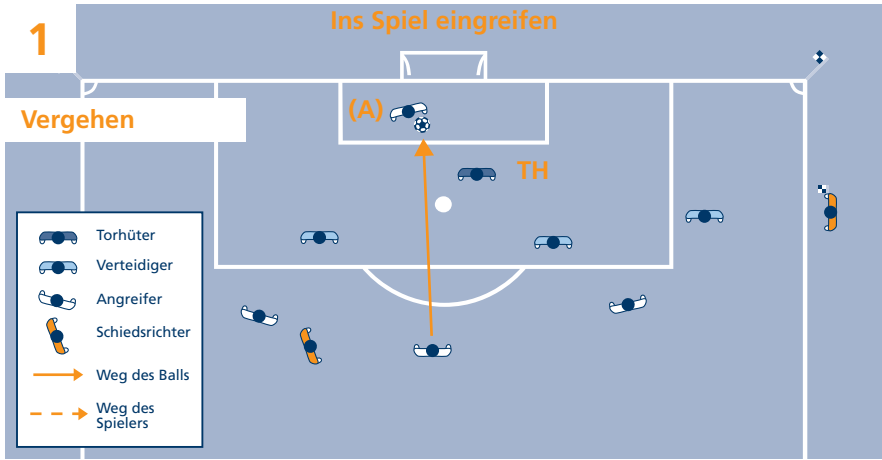 1
Ins Spiel eingreifen
Vergehen
(A)
TH
Torhüter
Verteidiger
Angreifer
Schiedsrichter
Weg des Balls
Weg des
Spielers